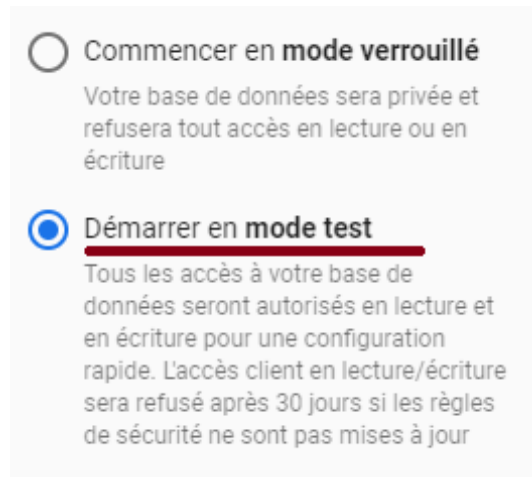 Commencer en mode verrouillé
Votre base de données sera privée et
refusera tout accès en lecture ou en
écriture
Démarrer en mode test
Tous les accès à votre base de
données seront autorisés en lecture et
en écriture pour une configuration
rapide. L'accès client en lecture/écriture
sera refusé après 30 jours si les règles
de sécurité ne sont pas mises à jour